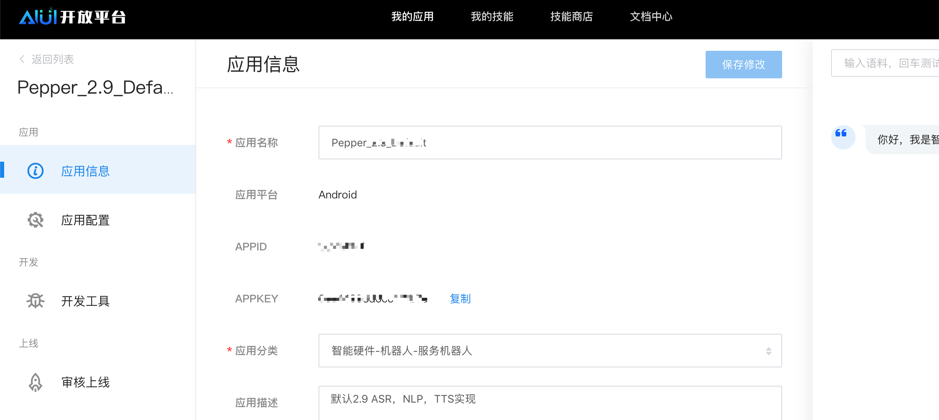 AIUI开放平台
我的应用 我的技能 技能商店 文档中心
返回列表
Pepper_2.9_Defa...
应用
应用信息
应用配置
开发
开发工具
上线
审核上线
应用信息
保存修改
* 应用名称
Pepper_
应用平台
Android
APPID
APPKEY
复制
* 应用分类
智能硬件-机器人-服务机器人
应用描述
默认2.9 ASR，NLP，TTS实现
输入语料，回车测试
你好，我是智